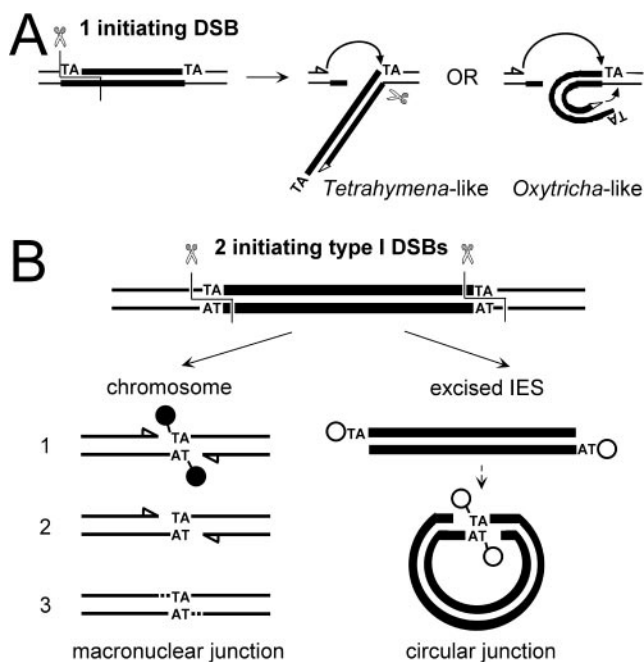 A
1 initiating DSB
TA TA
TA
TA
OR
TA
TA
Tetrahymena-like
Oxytricha-like
B
2 initiating type I DSBs
TA TA
AT AT
chromosome
excised IES
1
TA
AT
TA
AT
2
TA
AT
TA
AT
3
TA
AT
macronuclear junction
circular junction